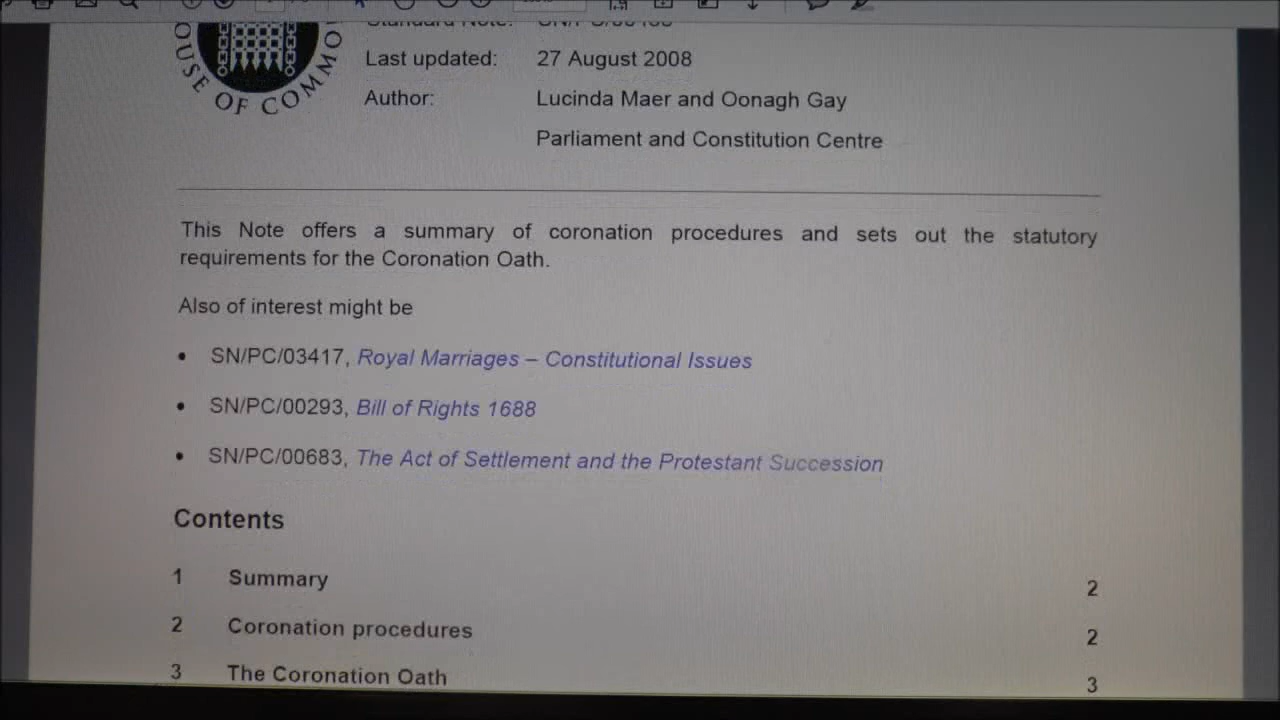 OUSE OF COMMO
Standard Note:
Last updated: 27 August 2008
Author: Lucinda Maer and Oonagh Gay
Parliament and Constitution Centre
This Note offers a summary of coronation procedures and sets out the statutory
requirements for the Coronation Oath.
Also of interest might be
• SN/PC/03417, Royal Marriages – Constitutional Issues
• SN/PC/00293, Bill of Rights 1688
• SN/PC/00683, The Act of Settlement and the Protestant Succession
Contents
1 Summary 2
2 Coronation procedures 2
3 The Coronation Oath 3